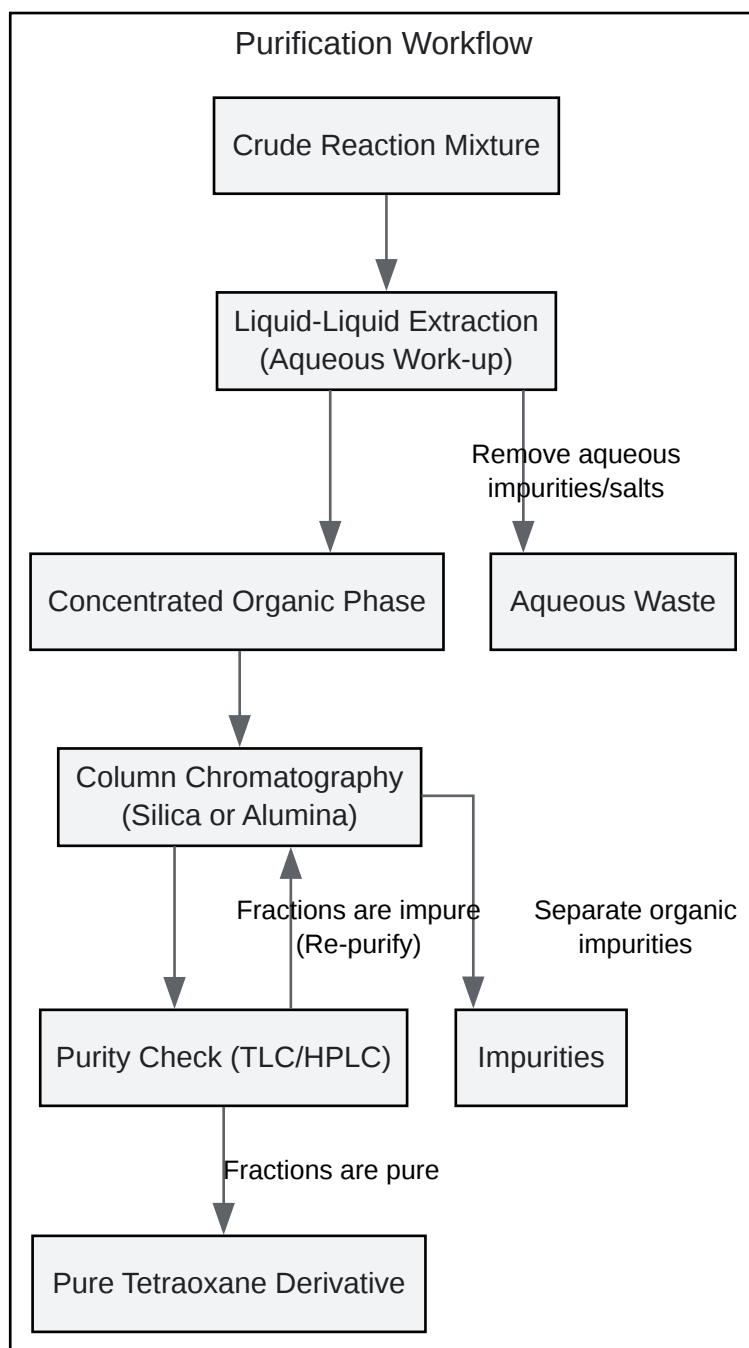 Purification Workflow
Crude Reaction Mixture
Liquid-Liquid Extraction
(Aqueous Work-up)
Remove aqueous
impurities/salts
Concentrated Organic Phase
Aqueous Waste
Column Chromatography
(Silica or Alumina)
Fractions are impure
(Re-purify)
Separate organic
impurities
Purity Check (TLC/HPLC)
Impurities
Fractions are pure
Pure Tetraoxane Derivative